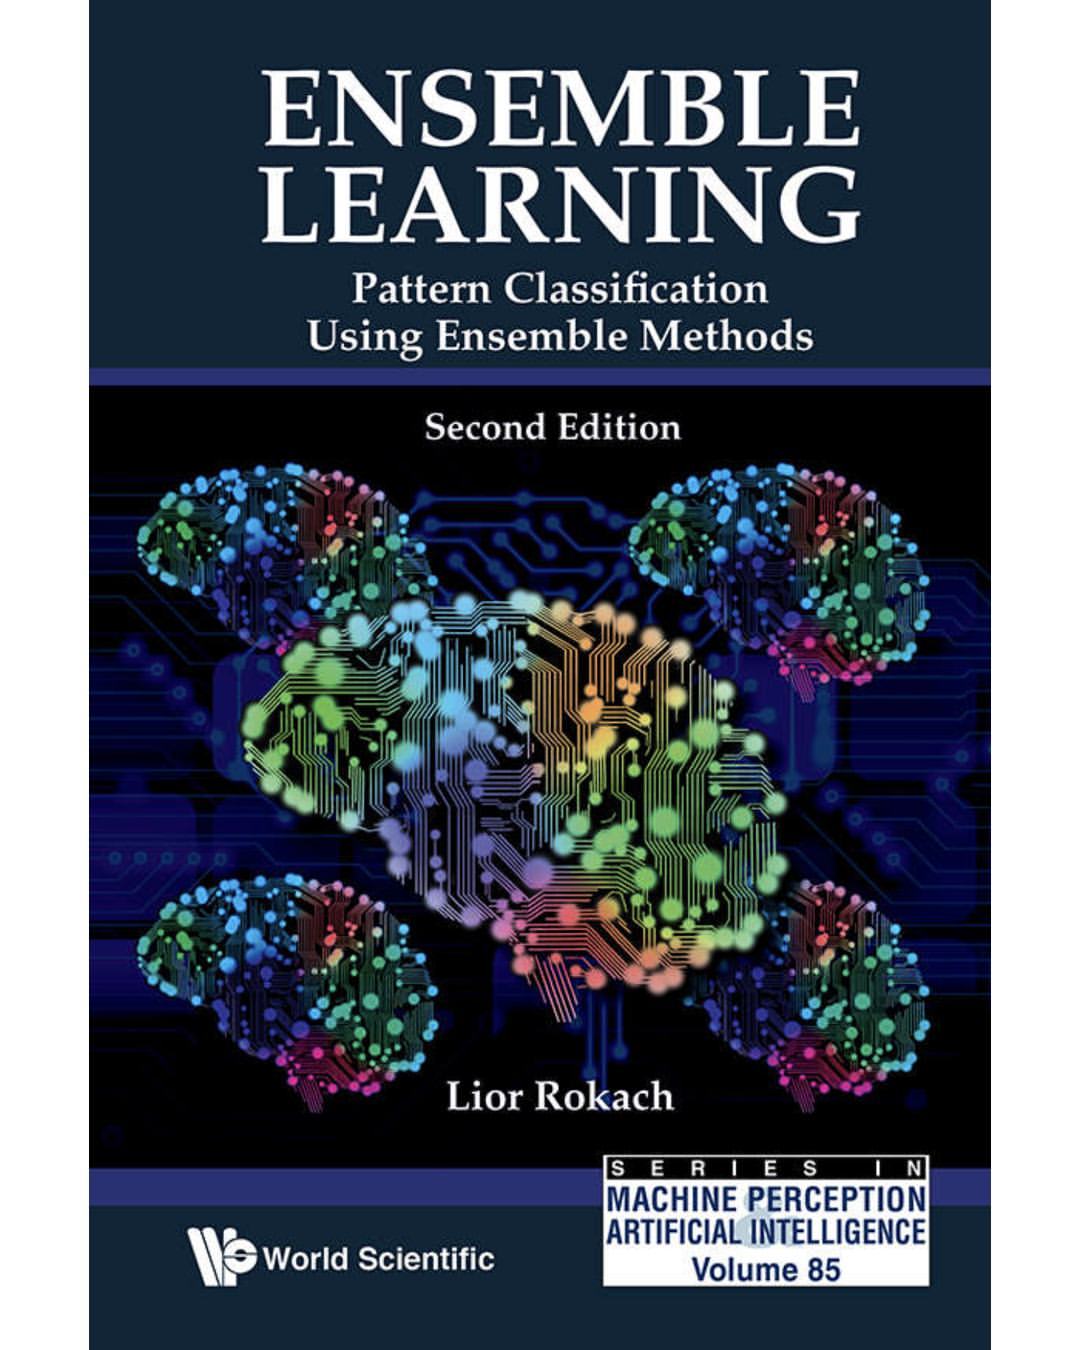 ENSEMBLE
LEARNING
Pattern Classification
Using Ensemble Methods
Second Edition
Lior Rokach
SERIES IN
MACHINE PERCEPTION
&
ARTIFICIAL INTELLIGENCE
Volume 85
World Scientific